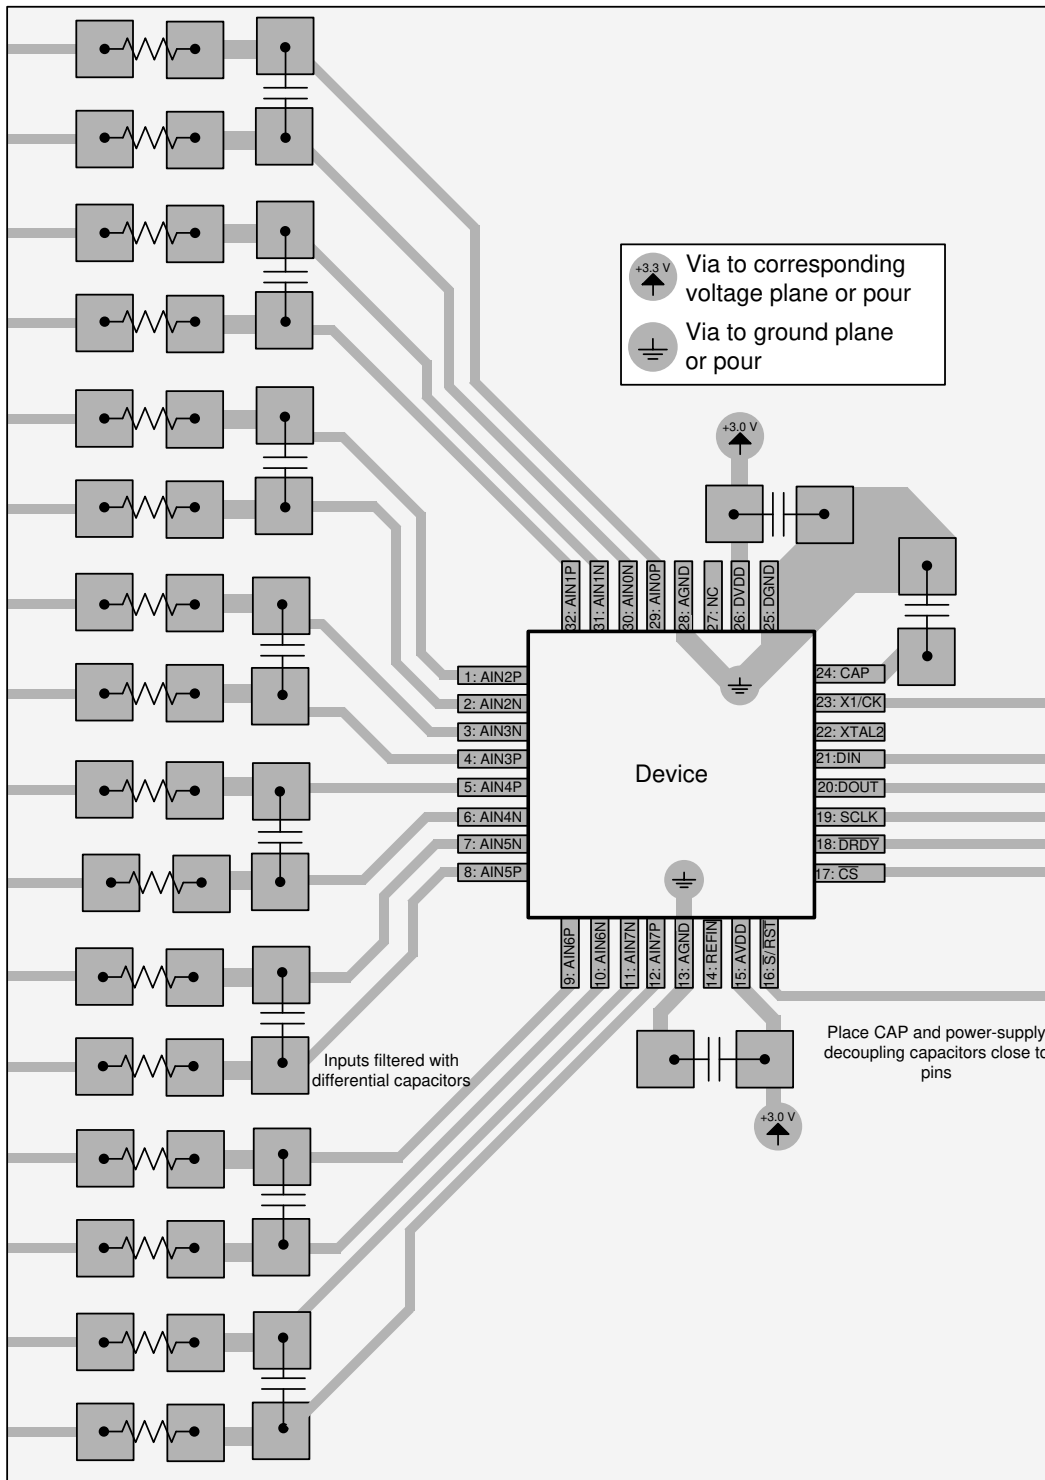 +3.3 V
Via to corresponding
voltage plane or pour
Via to ground plane
or pour
+3.0 V
32: AIN1P
31: AIN1N
30: AIN0N
29: AIN0P
28: AGND
27: NC
26: DVDD
25: DGND
1: AIN2P
2: AIN2N
3: AIN3N
4: AIN3P
5: AIN4P
6: AIN4N
7: AIN5N
8: AIN5P
Device
24: CAP
23: X1/CK
22: XTAL2
21:DIN
20:DOUT
19: SCLK
18: DRDY
17: CS
9: AIN6P
10: AIN6N
11: AIN7N
12: AIN7P
13: AGND
14: REFIN
15: AVDD
16: S/RST
Inputs filtered with
differential capacitors
Place CAP and power-supply
decoupling capacitors close to
pins
+3.0 V